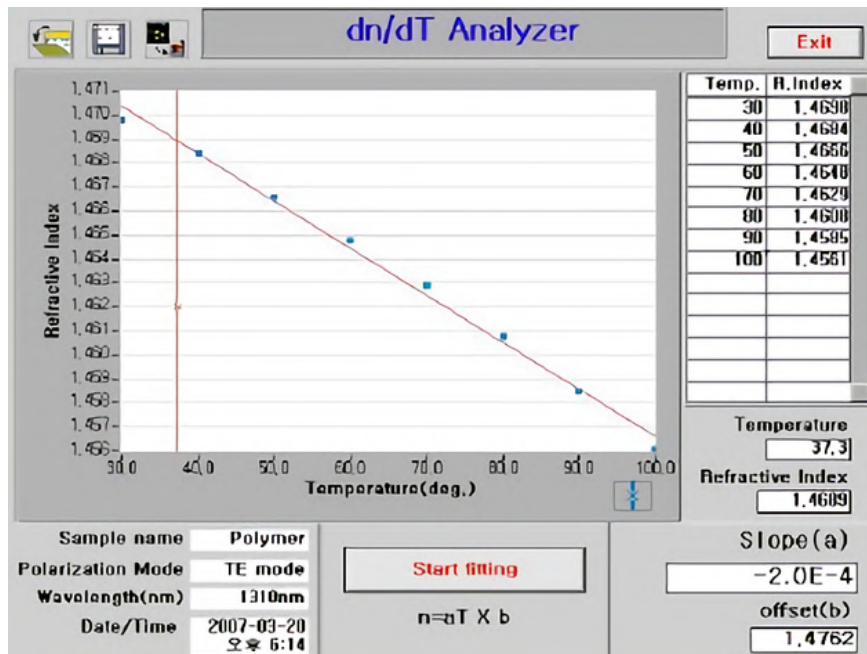 dn/dT Analyzer
Exit
1.471
1.470
1.469
1.468
1.467
1.466
1.465
1.464
1.463
1.462
1.461
1.460
1.459
1.458
1.457
1.456
Refractive Index
30.0 40.0 50.0 60.0 70.0 80.0 90.0 100.0
Temperature(deg.)
Temp. R.Index
30 1.4698
40 1.4684
50 1.4666
60 1.4648
70 1.4629
80 1.4608
90 1.4585
100 1.4561
Temperature
37.3
Refractive Index
1.4689
Sample name Polymer
Polarization Mode TE mode
Wavelength(nm) 1310nm
Date/Time 2007-03-20
오후 6:14
Start fitting
n=aT X b
Slope(a)
-2.0E-4
offset(b)
1.4762